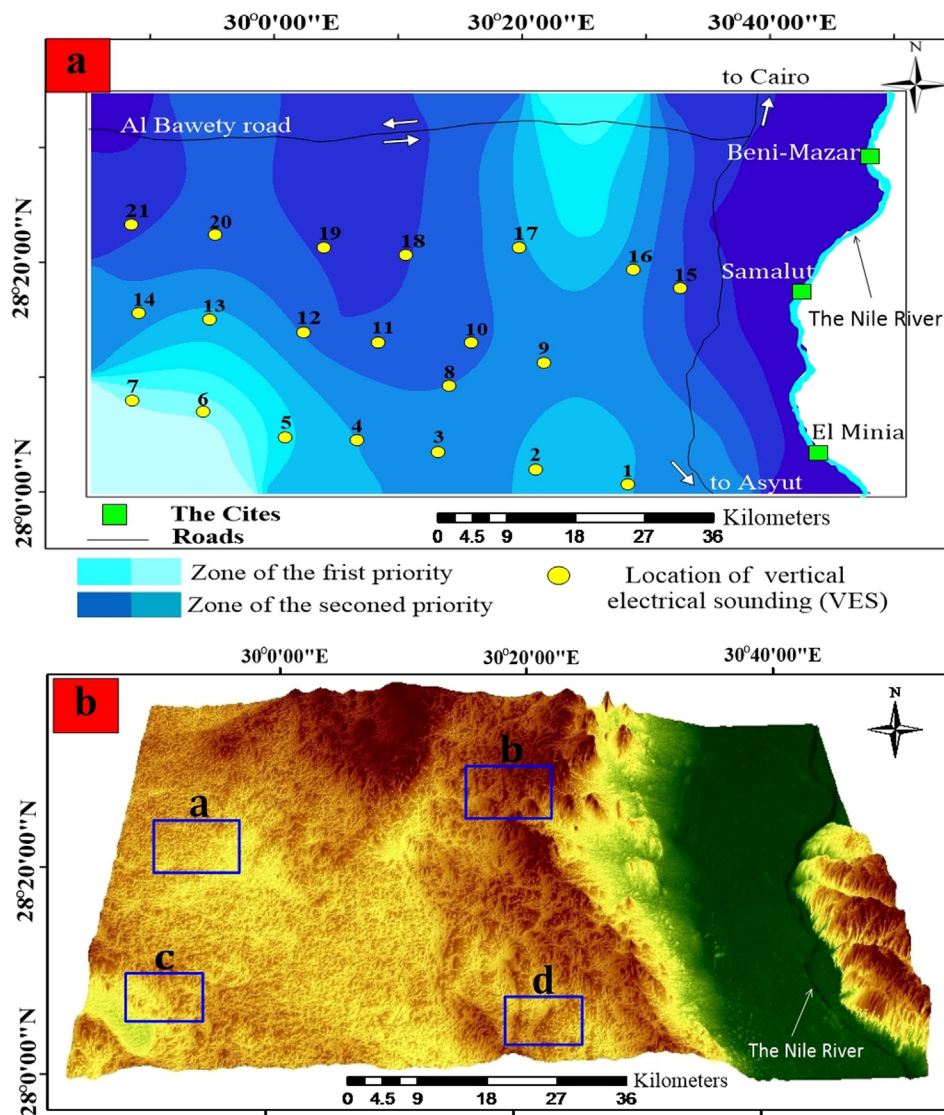 30°0'00"E 30°20'00"E 30°40'00"E
a
N
to Cairo
Al Bawety road
Beni-Mazar
28°20'00"N
21 20 19 18 17 16 15
Samalut
The Nile River
14 13 12 11 10 9
8
7 6 5 4 3 2 1
El Minia
28°0'00"N
to Asyut
The Cites
Roads
Kilometers
0 4.5 9 18 27 36
Zone of the frist priority
Zone of the seconed priority
Location of vertical
electrical sounding (VES)
30°0'00"E 30°20'00"E 30°40'00"E
b
N
b
a
28°20'00"N
c
d
The Nile River
28°0'00"N
Kilometers
0 4.5 9 18 27 36